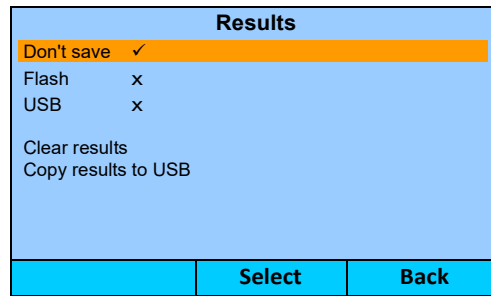 Results
Don't save ✓
Flash x
USB x
Clear results
Copy results to USB
Select Back